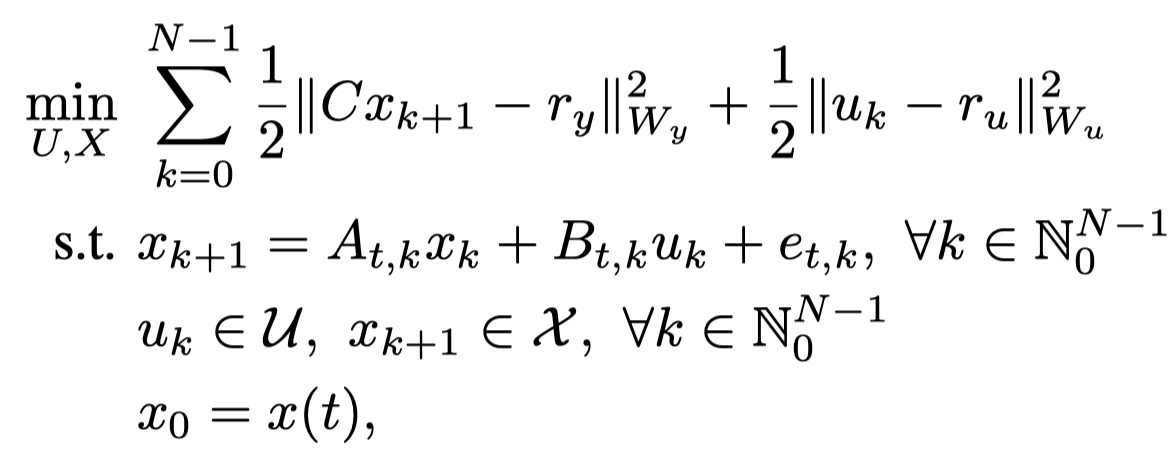 $\min_{U,X} \sum_{k=0}^{N-1} \frac{1}{2} \| C x_{k+1} - r_y \|_{W_y}^2 + \frac{1}{2} \| u_k - r_u \|_{W_u}^2$
s.t. $x_{k+1} = A_{t,k} x_k + B_{t,k} u_k + e_{t,k}, \ \forall k \in \mathbb{N}_0^{N-1}$
$u_k \in \mathcal{U}, \ x_{k+1} \in \mathcal{X}, \ \forall k \in \mathbb{N}_0^{N-1}$
$x_0 = x(t),$